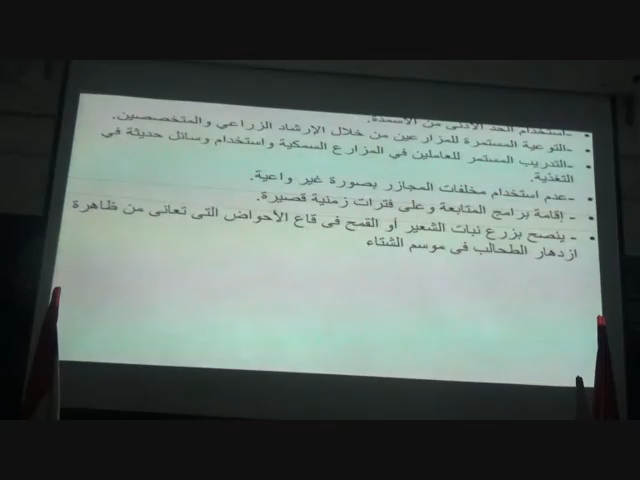 -استخدام الحد الأدنى من الأسمدة.
-التوعية المستمرة للمزارعين من خلال الإرشاد الزراعي والمتخصصين.
-التدريب المستمر للعاملين في المزارع السمكية واستخدام وسائل حديثة في
التغذية.
-عدم استخدام مخلفات المجازر بصورة غير واعية.
- إقامة برامج المتابعة وعلى فترات زمنية قصيرة.
- ينصح بزرع نبات الشعير أو القمح فى قاع الأحواض التى تعانى من ظاهرة
ازدهار الطحالب فى موسم الشتاء